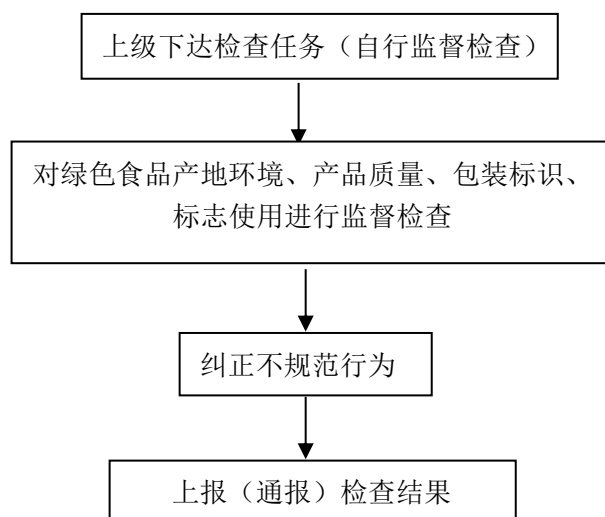 上级下达检查任务（自行监督检查）
对绿色食品产地环境、产品质量、包装标识、
标志使用进行监督检查
纠正不规范行为
上报（通报）检查结果